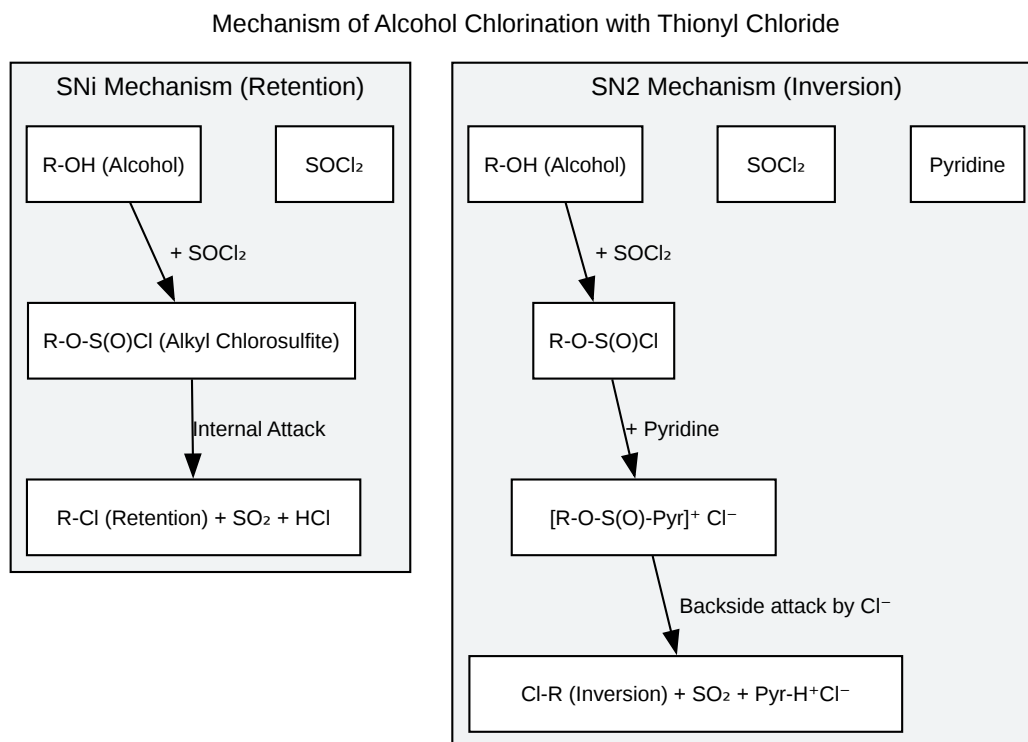 Mechanism of Alcohol Chlorination with Thionyl Chloride
SNi Mechanism (Retention)
R-OH (Alcohol)
SOCl₂
+ SOCl₂
R-O-S(O)Cl (Alkyl Chlorosulfite)
Internal Attack
R-Cl (Retention) + SO₂ + HCl
SN2 Mechanism (Inversion)
R-OH (Alcohol)
SOCl₂
Pyridine
+ SOCl₂
R-O-S(O)Cl
+ Pyridine
[R-O-S(O)-Pyr]⁺ Cl⁻
Backside attack by Cl⁻
Cl-R (Inversion) + SO₂ + Pyr-H⁺Cl⁻